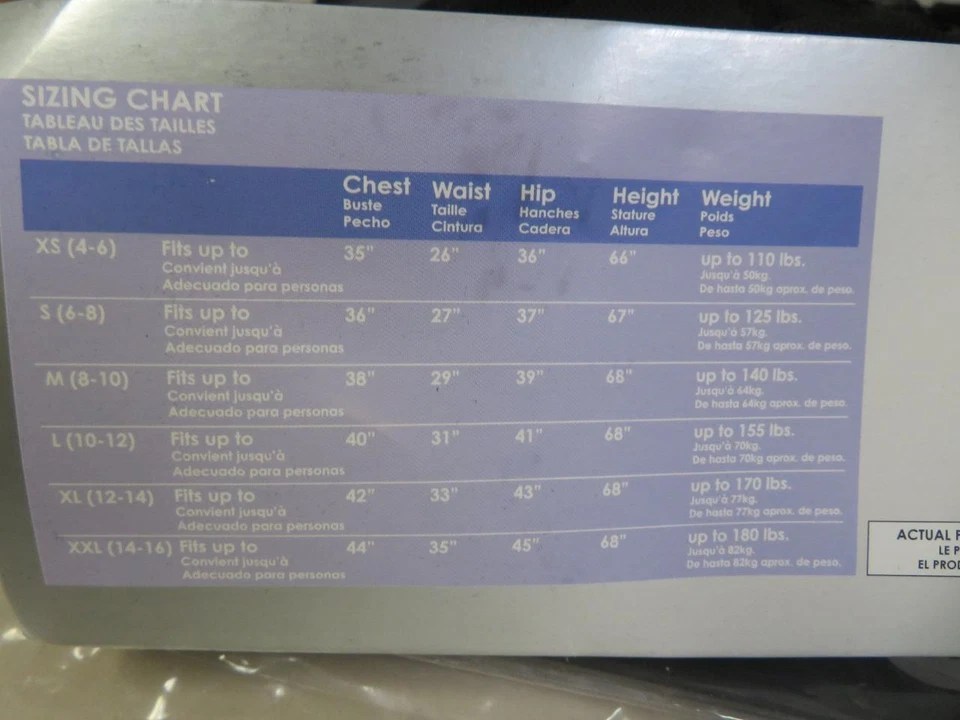 SIZING CHART
TABLEAU DES TAILLES
TABLA DE TALLAS
Chest Waist Hip Height Weight
Buste Taille Hanches Stature Poids
Pecho Cintura Cadera Altura Peso
XS (4-6) Fits up to 35" 26" 36" 66" up to 110 lbs.
Convient jusqu'à Jusqu'à 50kg.
Adecuado para personas De hasta 50kg aprox. de peso.
S (6-8) Fits up to 36" 27" 37" 67" up to 125 lbs.
Convient jusqu'à Jusqu'à 57kg.
Adecuado para personas De hasta 57kg aprox. de peso.
M (8-10) Fits up to 38" 29" 39" 68" up to 140 lbs.
Convient jusqu'à Jusqu'à 64kg.
Adecuado para personas De hasta 64kg aprox. de peso.
L (10-12) Fits up to 40" 31" 41" 68" up to 155 lbs.
Convient jusqu'à Jusqu'à 70kg.
Adecuado para personas De hasta 70kg aprox. de peso.
XL (12-14) Fits up to 42" 33" 43" 68" up to 170 lbs.
Convient jusqu'à Jusqu'à 77kg.
Adecuado para personas De hasta 77kg aprox. de peso.
XXL (14-16) Fits up to 44" 35" 45" 68" up to 180 lbs.
Convient jusqu'à Jusqu'à 82kg.
Adecuado para personas De hasta 82kg aprox. de peso.
ACTUAL
LE
EL